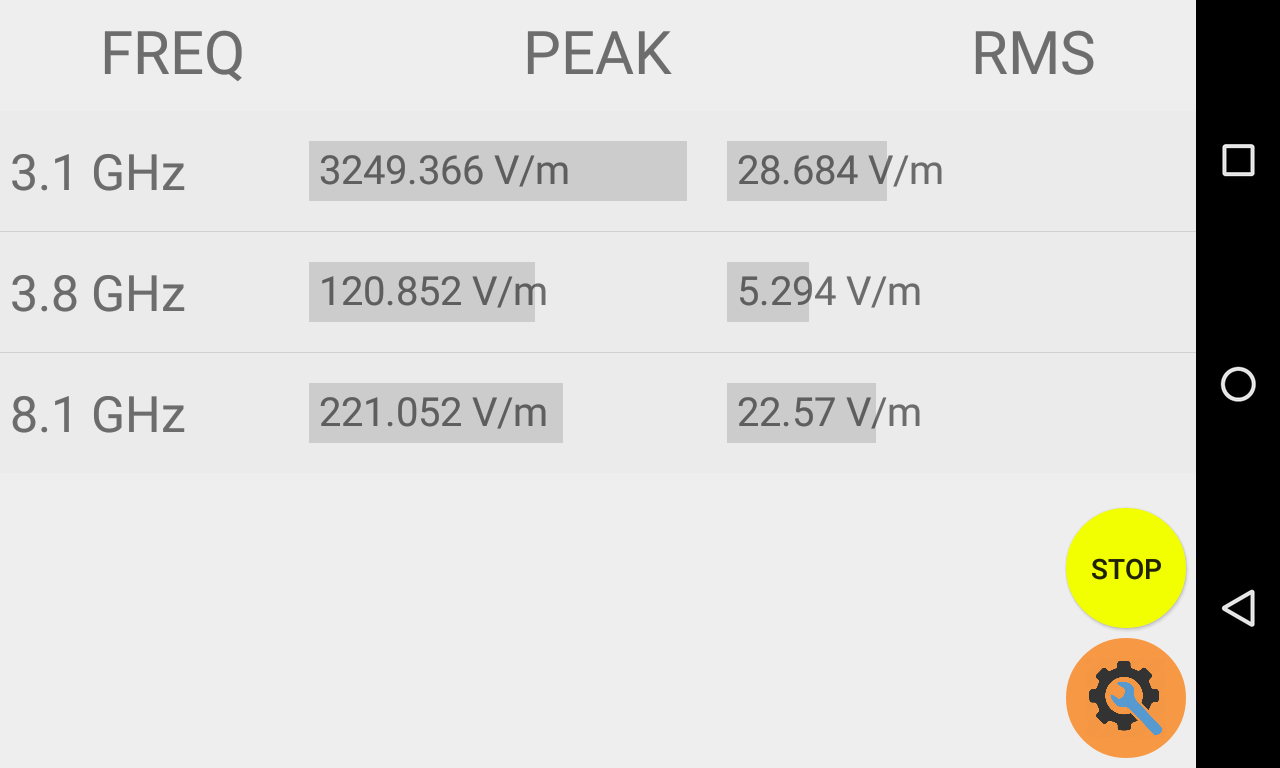 FREQ PEAK RMS
3.1 GHz 3249.366 V/m 28.684 V/m
3.8 GHz 120.852 V/m 5.294 V/m
8.1 GHz 221.052 V/m 22.57 V/m
STOP